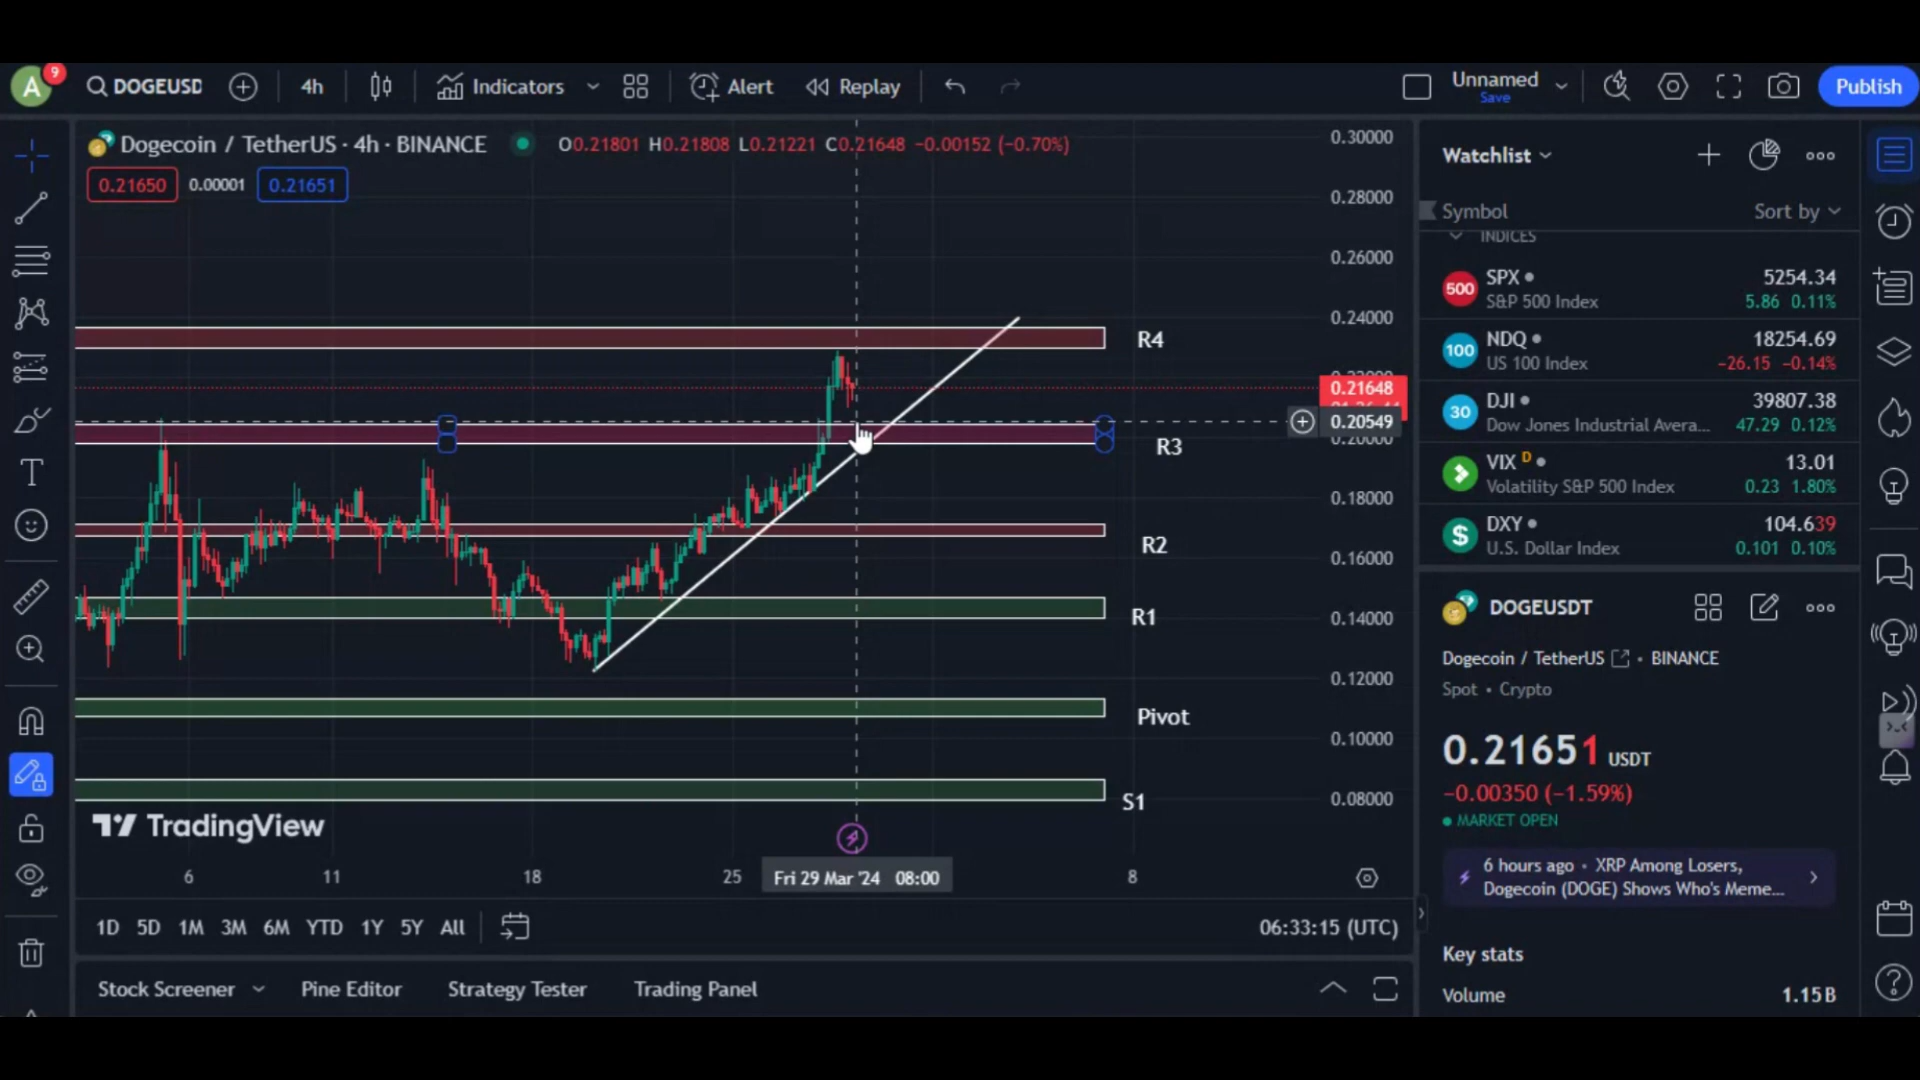 A 9 DOGEUSD 4h Indicators Alert Replay Unnamed Save Publish
Dogecoin / TetherUS · 4h · BINANCE O0.21801 H0.21808 L0.21221 C0.21648 −0.00152 (−0.70%)
0.21650 0.00001 0.21651
0.30000
0.28000
0.26000
0.24000
R4
0.21648
0.20549
0.20000
R3
0.18000
R2
0.16000
R1
0.14000
0.12000
Pivot
0.10000
S1
0.08000
TradingView
6 11 18 25 Fri 29 Mar '24 08:00 8
1D 5D 1M 3M 6M YTD 1Y 5Y All 06:33:15 (UTC)
Stock Screener Pine Editor Strategy Tester Trading Panel
Watchlist
Symbol Sort by
INDICES
500 SPX 5254.34
S&P 500 Index 5.86 0.11%
100 NDQ 18254.69
US 100 Index −26.15 −0.14%
30 DJI 39807.38
Dow Jones Industrial Avera... 47.29 0.12%
VIX D 13.01
Volatility S&P 500 Index 0.23 1.80%
$ DXY 104.639
U.S. Dollar Index 0.101 0.10%
DOGEUSDT
Dogecoin / TetherUS • BINANCE
Spot • Crypto
0.21651 USDT
−0.00350 (−1.59%)
MARKET OPEN
6 hours ago • XRP Among Losers,
Dogecoin (DOGE) Shows Who's Meme...
Key stats
Volume 1.15B